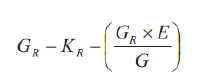 G_R − K_R − (G_R × E / G)